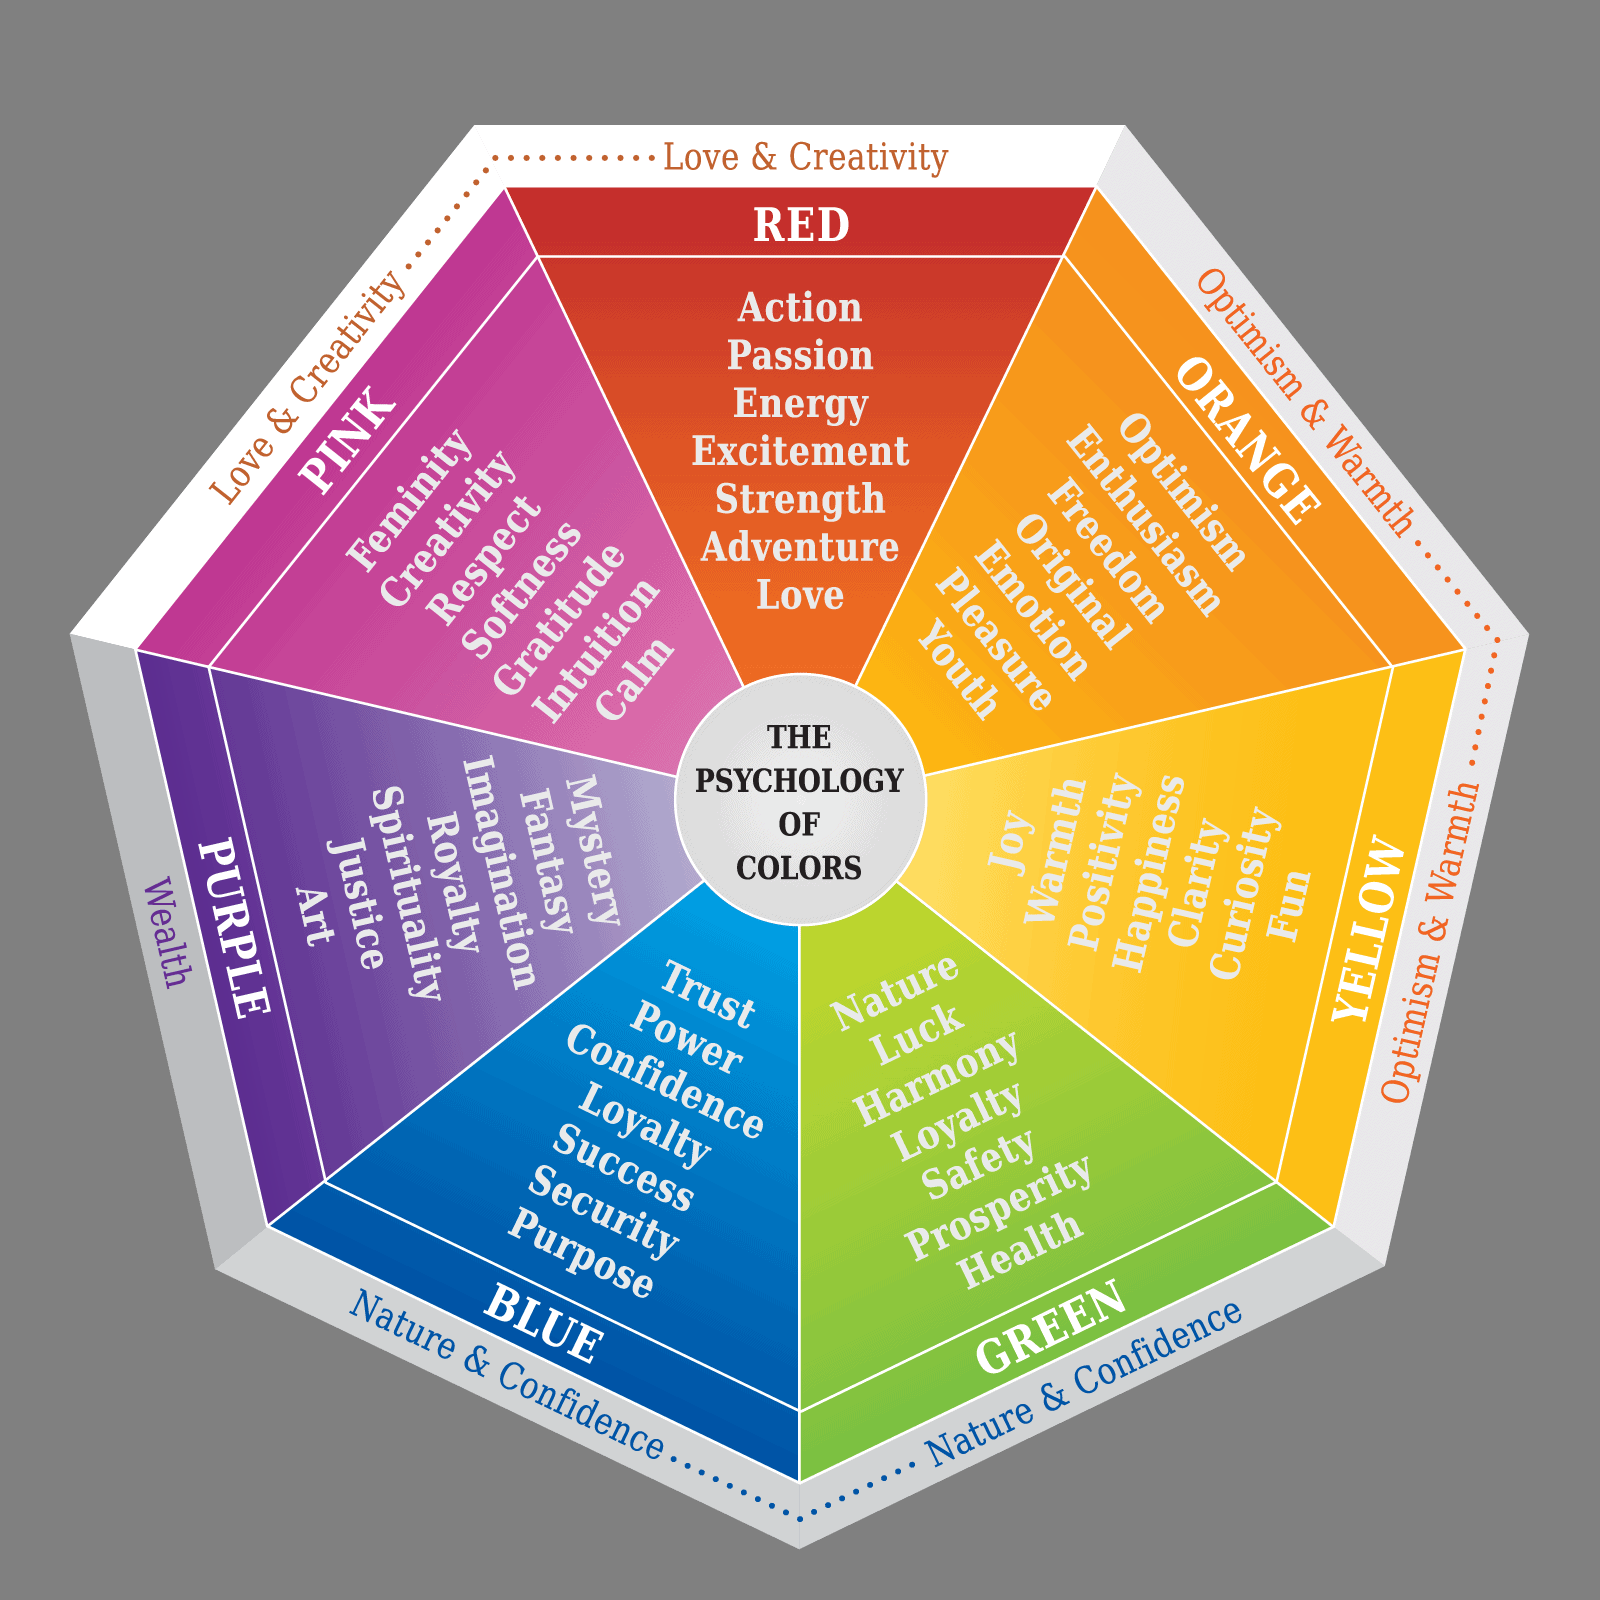 Love & Creativity
RED
Action
Passion
Energy
Excitement
Strength
Adventure
Love
Optimism & Warmth
ORANGE
Optimism
Enthusiasm
Freedom
Original
Emotion
Pleasure
Youth
Optimism & Warmth
YELLOW
Joy
Warmth
Positivity
Happiness
Clarity
Curiosity
Fun
Nature & Confidence
GREEN
Nature
Luck
Harmony
Loyalty
Safety
Prosperity
Health
Nature & Confidence
BLUE
Trust
Power
Confidence
Loyalty
Success
Security
Purpose
Wealth
PURPLE
Mystery
Fantasy
Imagination
Royalty
Spirituality
Justice
Art
Love & Creativity
PINK
Feminity
Creativity
Respect
Softness
Gratitude
Intuition
Calm
THE
PSYCHOLOGY
OF
COLORS